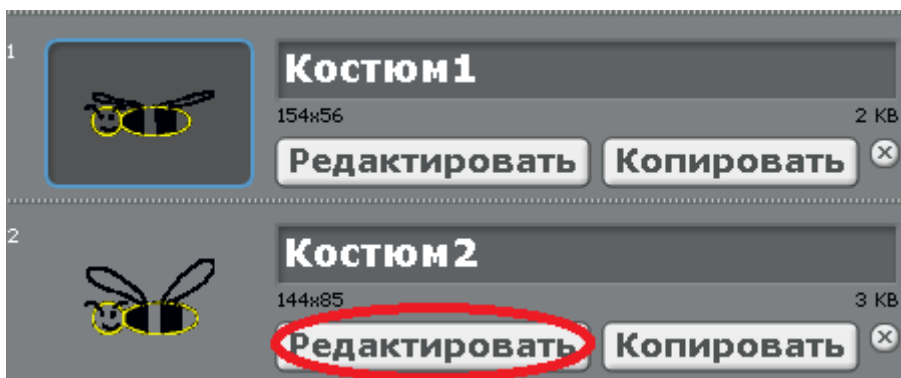 1
Костюм1
154x56 2 KB
Редактировать Копировать
2
Костюм2
144x85 3 KB
Редактировать Копировать